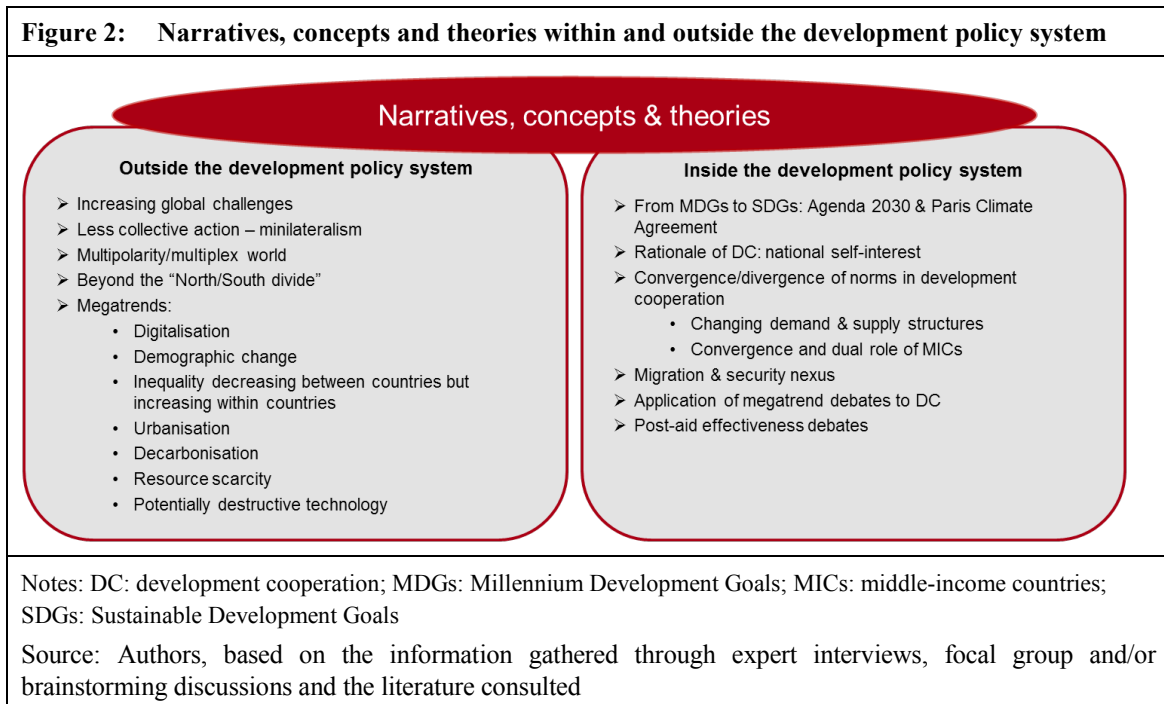 Figure 2: Narratives, concepts and theories within and outside the development policy system
Narratives, concepts & theories
Outside the development policy system
➢ Increasing global challenges
➢ Less collective action – minilateralism
➢ Multipolarity/multiplex world
➢ Beyond the “North/South divide”
➢ Megatrends:
• Digitalisation
• Demographic change
• Inequality decreasing between countries but
increasing within countries
• Urbanisation
• Decarbonisation
• Resource scarcity
• Potentially destructive technology
Inside the development policy system
➢ From MDGs to SDGs: Agenda 2030 & Paris Climate
Agreement
➢ Rationale of DC: national self-interest
➢ Convergence/divergence of norms in development
cooperation
• Changing demand & supply structures
• Convergence and dual role of MICs
➢ Migration & security nexus
➢ Application of megatrend debates to DC
➢ Post-aid effectiveness debates
Notes: DC: development cooperation; MDGs: Millennium Development Goals; MICs: middle-income countries;
SDGs: Sustainable Development Goals
Source: Authors, based on the information gathered through expert interviews, focal group and/or
brainstorming discussions and the literature consulted